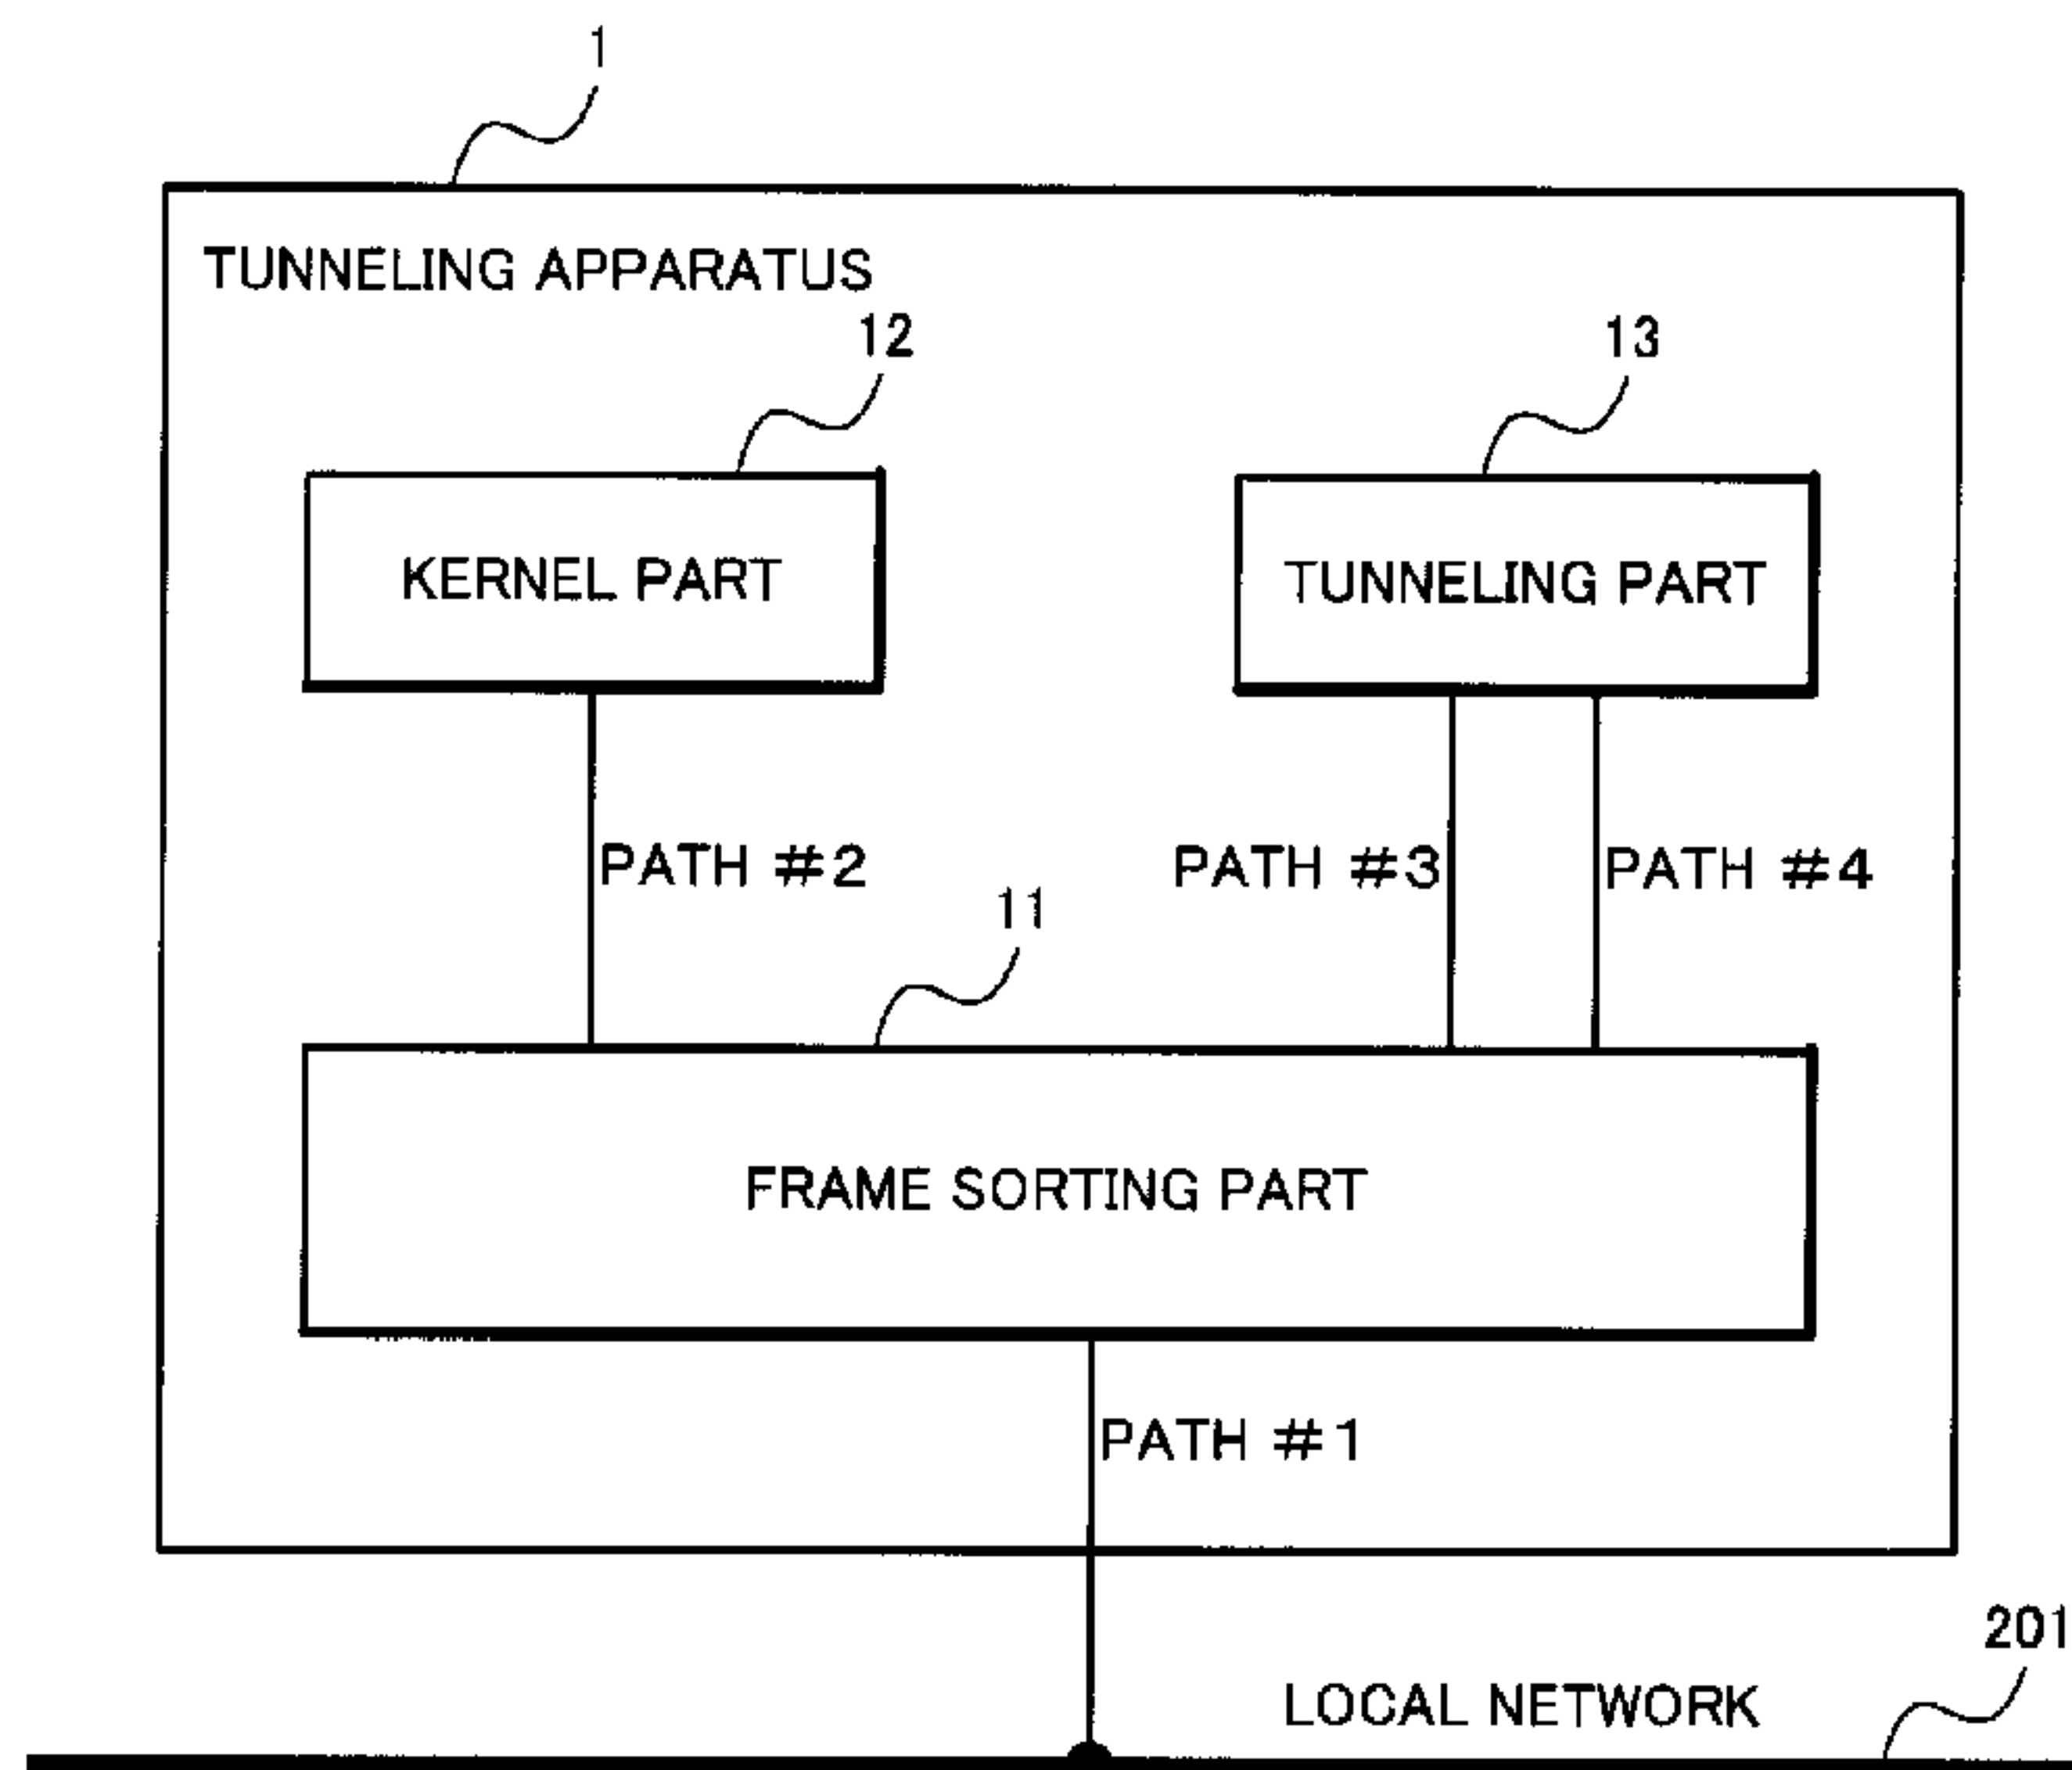 1
TUNNELING APPARATUS
12
13
KERNEL PART
TUNNELING PART
PATH #2
PATH #3
PATH #4
11
FRAME SORTING PART
PATH #1
201
LOCAL NETWORK